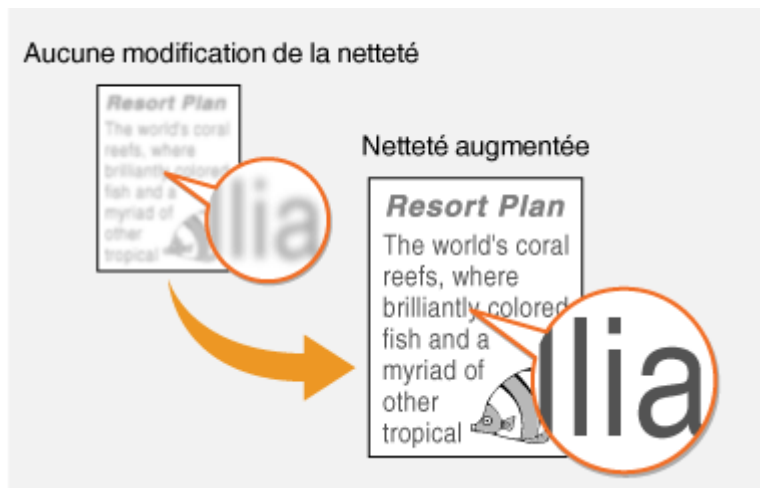 Aucune modification de la netteté
Resort Plan
The world's coral
reefs, where
brilliantly colored
fish and a
myriad of
other
tropical
llia
Netteté augmentée
Resort Plan
The world's coral
reefs, where
brilliantly colored
fish and a
myriad of
other
tropical
llia